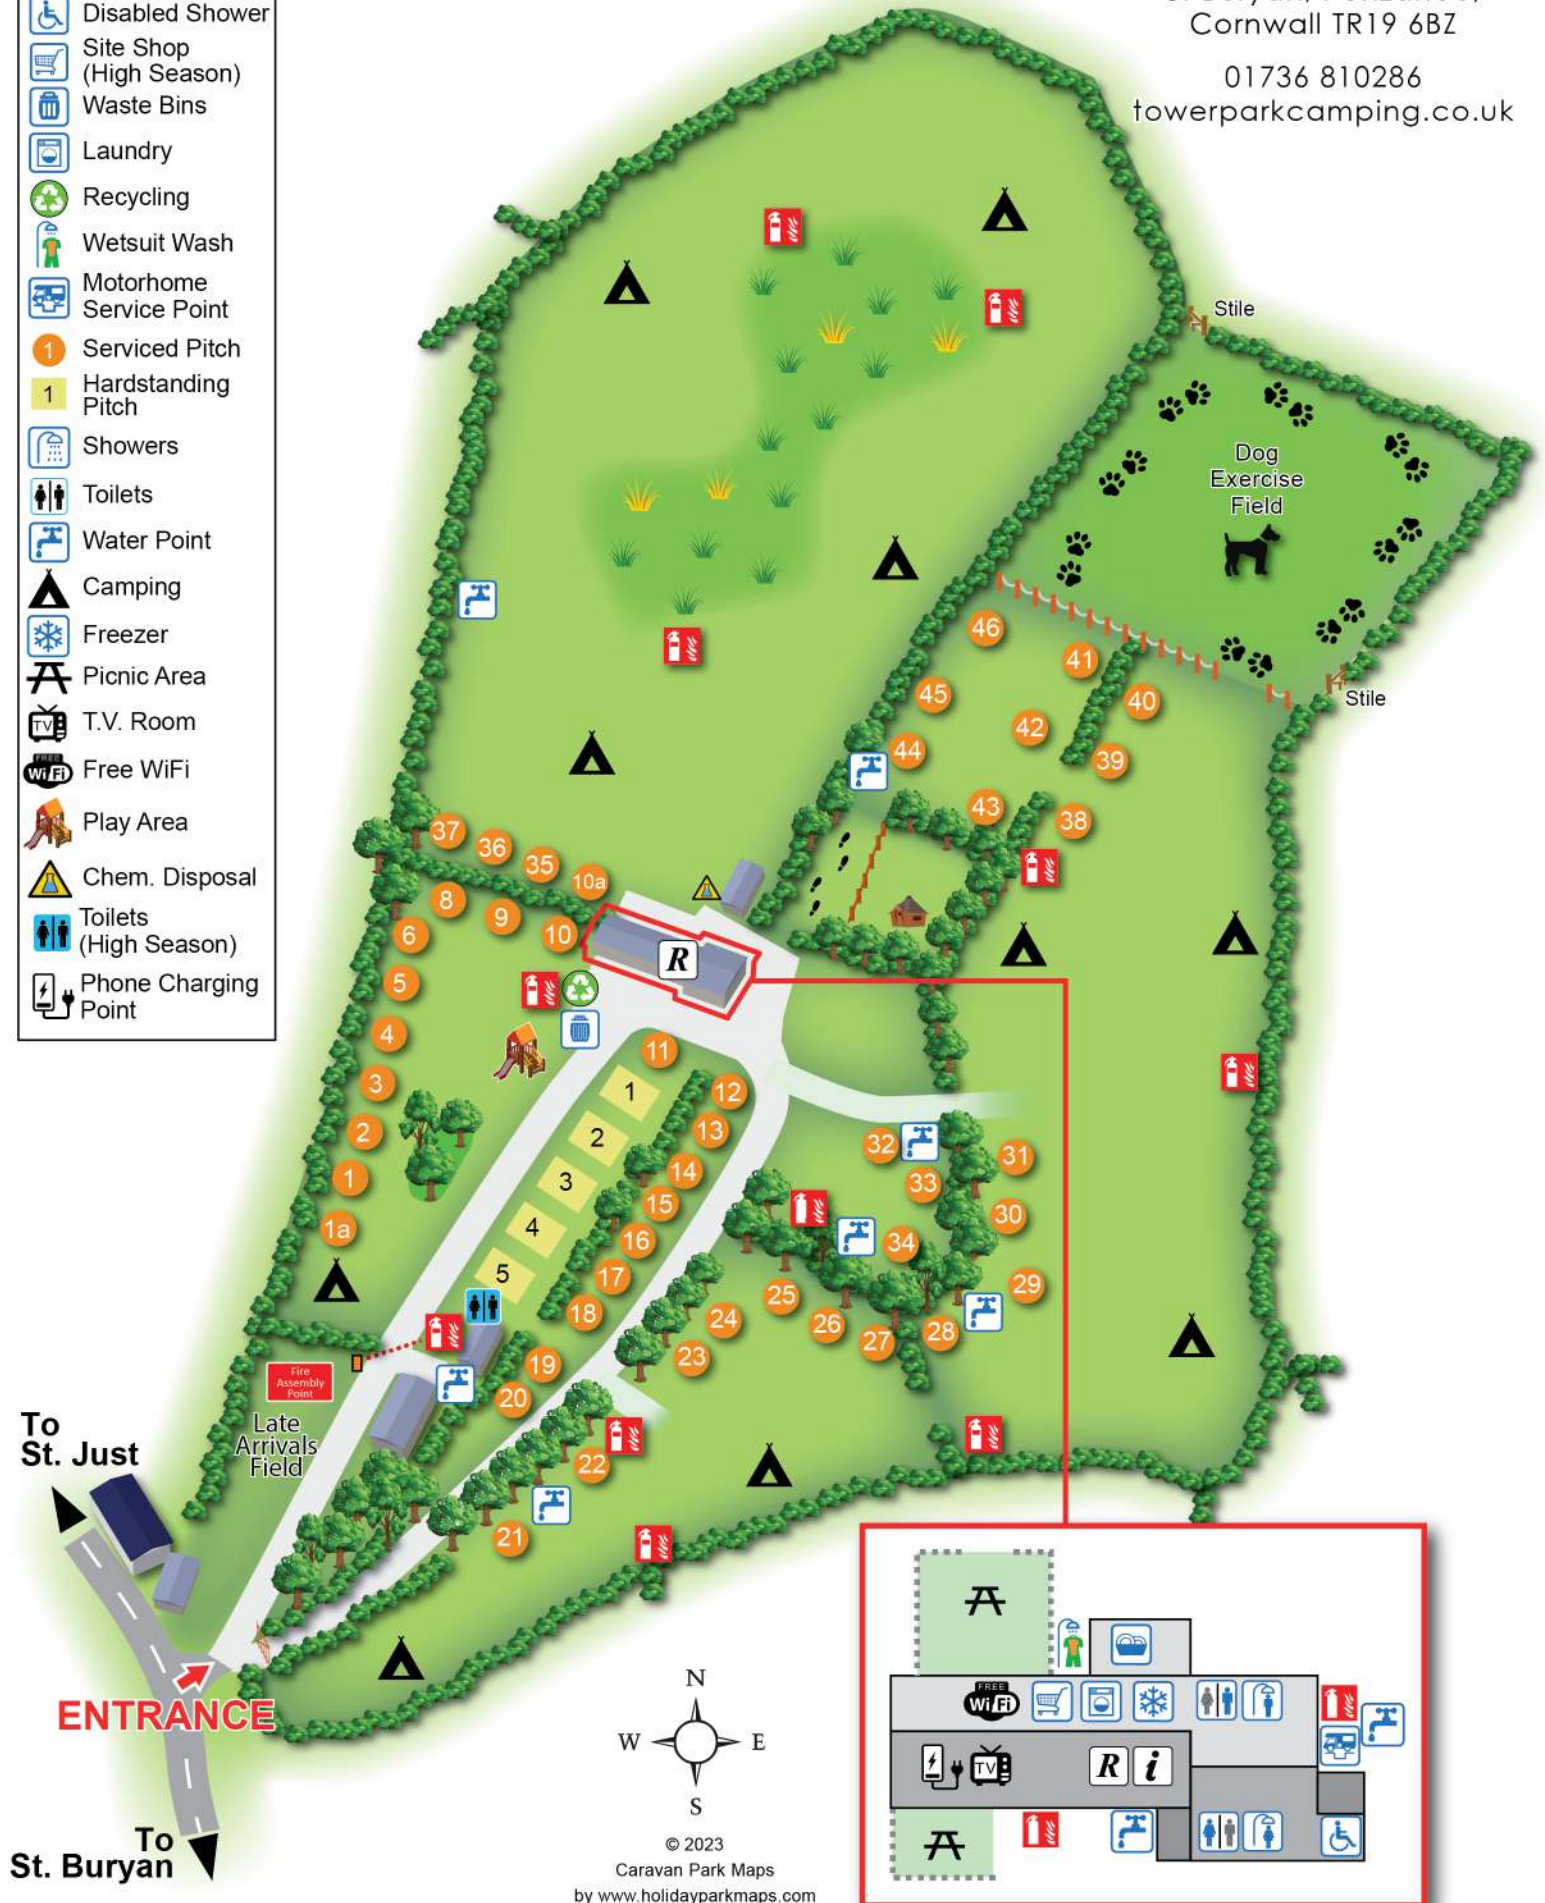 Disabled Shower
Site Shop
(High Season)
Waste Bins
Laundry
Recycling
Wetsuit Wash
Motorhome
Service Point
1
Serviced Pitch
1
Hardstanding
Pitch
Showers
Toilets
Water Point
Camping
Freezer
Picnic Area
TV
T.V. Room
FREE
WiFi
Free WiFi
Play Area
Chem. Disposal
Toilets
(High Season)
Phone Charging
Point
Cornwall TR19 6BZ
01736 810286
towerparkcamping.co.uk
Stile
Dog
Exercise
Field
Stile
46
41
45
40
42
44
39
43
38
37
36
35
10a
8
9
10
6
R
5
4
3
2
1
1a
11
1
2
3
4
5
12
13
14
15
16
17
18
19
20
32
31
33
30
34
29
25
24
26
28
27
23
22
21
Fire
Assembly
Point
Late
Arrivals
Field
To
St. Just
ENTRANCE
To
St. Buryan
N
W
E
S
© 2023
Caravan Park Maps
by www.holidayparkmaps.com
FREE
WiFi
TV
R
i